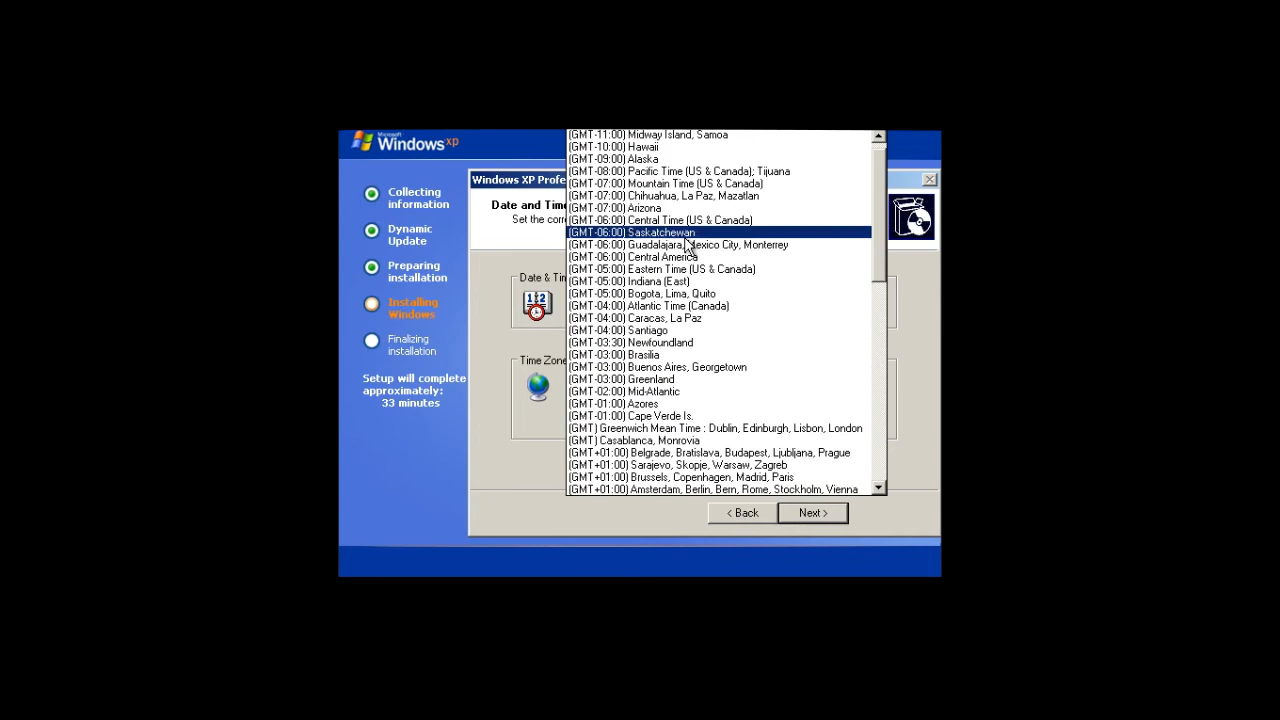 Microsoft
Windows xp
Collecting
information
Dynamic
Update
Preparing
installation
Installing
Windows
Finalizing
installation
Setup will complete
approximately:
33 minutes
Windows XP Profe
Date and Time
Set the corr
Date & Tim
Time Zone
(GMT-11:00) Midway Island, Samoa
(GMT-10:00) Hawaii
(GMT-09:00) Alaska
(GMT-08:00) Pacific Time (US & Canada); Tijuana
(GMT-07:00) Mountain Time (US & Canada)
(GMT-07:00) Chihuahua, La Paz, Mazatlan
(GMT-07:00) Arizona
(GMT-06:00) Central Time (US & Canada)
(GMT-06:00) Saskatchewan
(GMT-06:00) Guadalajara, Mexico City, Monterrey
(GMT-06:00) Central America
(GMT-05:00) Eastern Time (US & Canada)
(GMT-05:00) Indiana (East)
(GMT-05:00) Bogota, Lima, Quito
(GMT-04:00) Atlantic Time (Canada)
(GMT-04:00) Caracas, La Paz
(GMT-04:00) Santiago
(GMT-03:30) Newfoundland
(GMT-03:00) Brasilia
(GMT-03:00) Buenos Aires, Georgetown
(GMT-03:00) Greenland
(GMT-02:00) Mid-Atlantic
(GMT-01:00) Azores
(GMT-01:00) Cape Verde Is.
(GMT) Greenwich Mean Time : Dublin, Edinburgh, Lisbon, London
(GMT) Casablanca, Monrovia
(GMT+01:00) Belgrade, Bratislava, Budapest, Ljubljana, Prague
(GMT+01:00) Sarajevo, Skopje, Warsaw, Zagreb
(GMT+01:00) Brussels, Copenhagen, Madrid, Paris
(GMT+01:00) Amsterdam, Berlin, Bern, Rome, Stockholm, Vienna
< Back
Next >